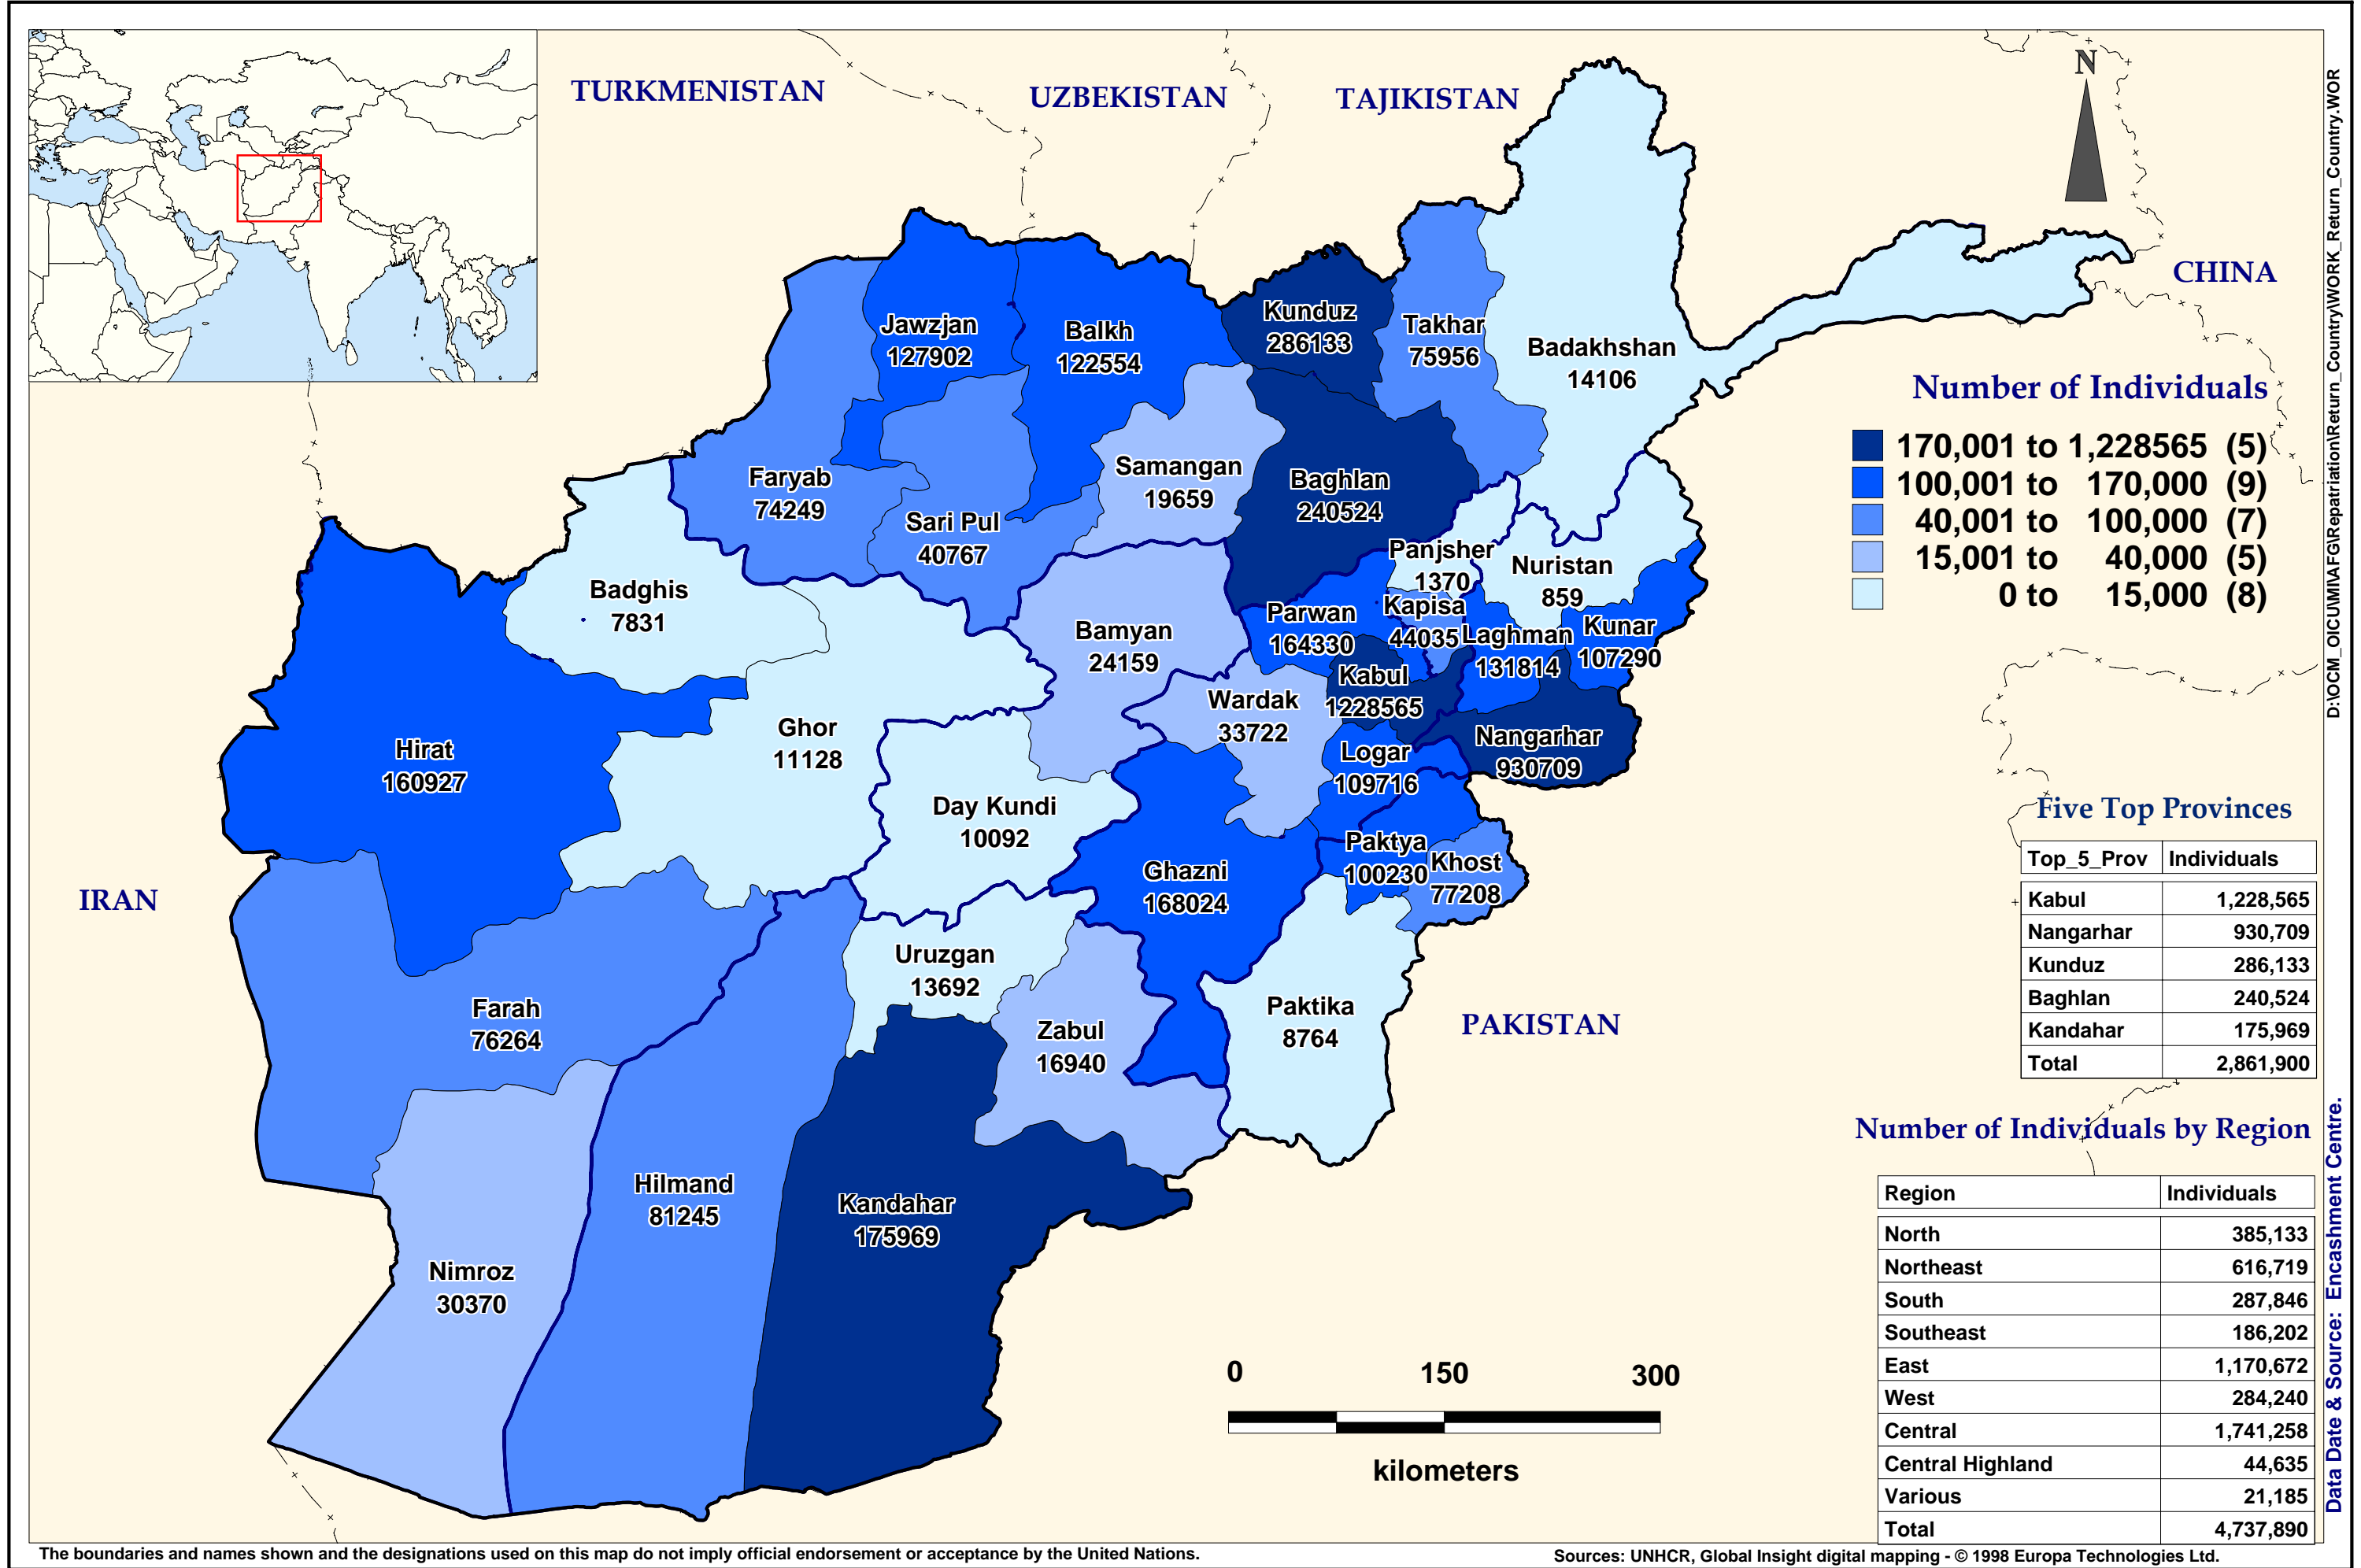 TURKMENISTAN
UZBEKISTAN
TAJIKISTAN
N
CHINA
IRAN
PAKISTAN
Jawzjan
127902
Balkh
122554
Kunduz
286133
Takhar
75956
Badakhshan
14106
Faryab
74249
Sari Pul
40767
Samangan
19659
Baghlan
240524
Badghis
7831
Panjsher
1370
Nuristan
859
Bamyan
24159
Parwan
164330
Kapisa
44035
Laghman
131814
Kunar
107290
Kabul
1228565
Wardak
33722
Hirat
160927
Ghor
11128
Logar
109716
Nangarhar
930709
Day Kundi
10092
Ghazni
168024
Paktya
100230
Khost
77208
Uruzgan
13692
Farah
76264
Zabul
16940
Paktika
8764
Hilmand
81245
Kandahar
175969
Nimroz
30370
Number of Individuals
170,001 to 1,228565 (5)
100,001 to 170,000 (9)
40,001 to 100,000 (7)
15,001 to 40,000 (5)
0 to 15,000 (8)
Five Top Provinces
Top_5_Prov Individuals
Kabul 1,228,565
Nangarhar 930,709
Kunduz 286,133
Baghlan 240,524
Kandahar 175,969
Total 2,861,900
Number of Individuals by Region
Region Individuals
North 385,133
Northeast 616,719
South 287,846
Southeast 186,202
East 1,170,672
West 284,240
Central 1,741,258
Central Highland 44,635
Various 21,185
Total 4,737,890
0 150 300
kilometers
D:\OCM_OICU\MI\AFG\Repatriation\Return_Country\WORK_Return_Country.WOR
Data Date & Source: Encashment Centre.
The boundaries and names shown and the designations used on this map do not imply official endorsement or acceptance by the United Nations.
Sources: UNHCR, Global Insight digital mapping - © 1998 Europa Technologies Ltd.